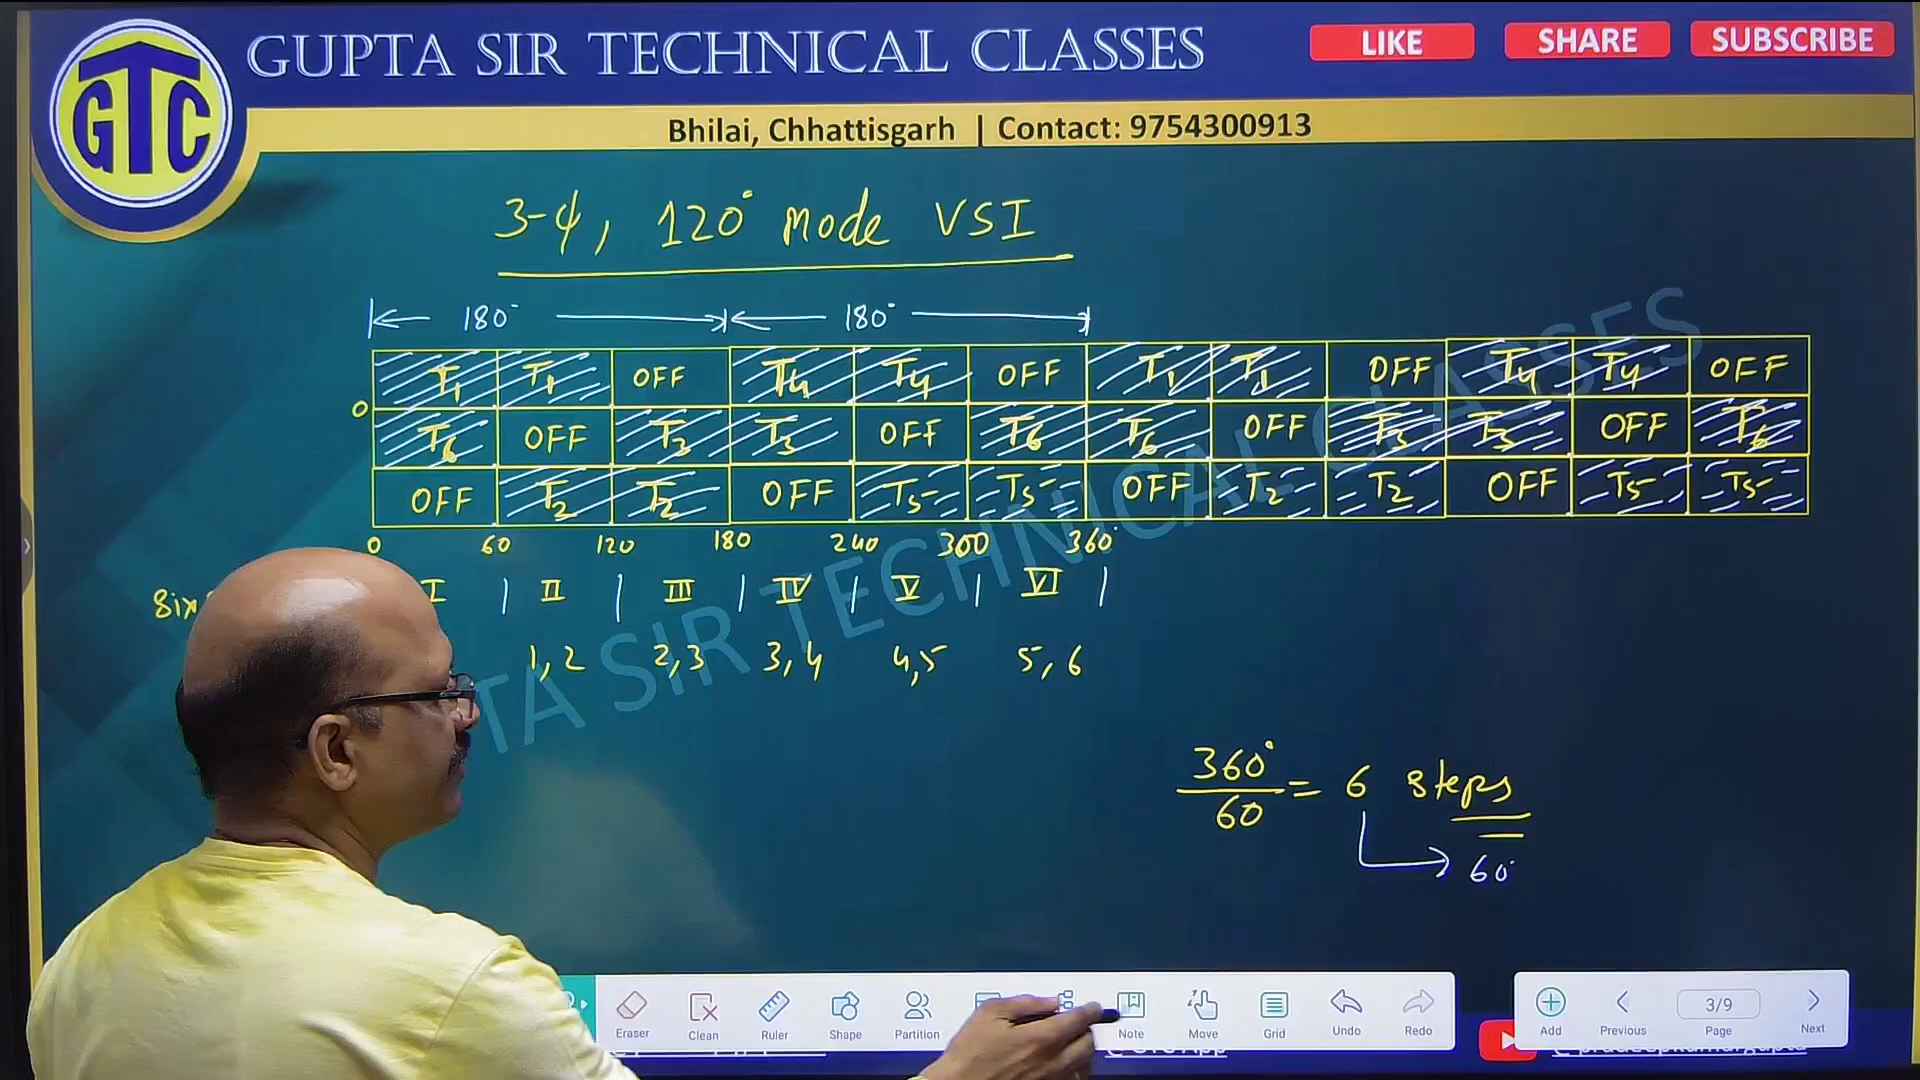 GTC
GUPTA SIR TECHNICAL CLASSES
LIKE
SHARE
SUBSCRIBE
Bhilai, Chhattisgarh | Contact: 9754300913
3-ϕ, 120° mode VSI
180°
180°
T1 T1 OFF T4 T4 OFF T1 T1 OFF T4 T4 OFF
0
T6 OFF T3 T3 OFF T6 T6 OFF T3 T3 OFF T6
OFF T2 T2 OFF T5 T5 OFF T2 T2 OFF T5 T5
0 60 120 180 240 300 360°
Six
I | II | III | IV | V | VI |
1,2 2,3 3,4 4,5 5,6
360°/60 = 6 steps
60°
GUPTA SIR TECHNICAL CLASSES
Eraser
Clean
Ruler
Shape
Partition
Note
Move
Grid
Undo
Redo
Add
Previous
3/9
Page
Next